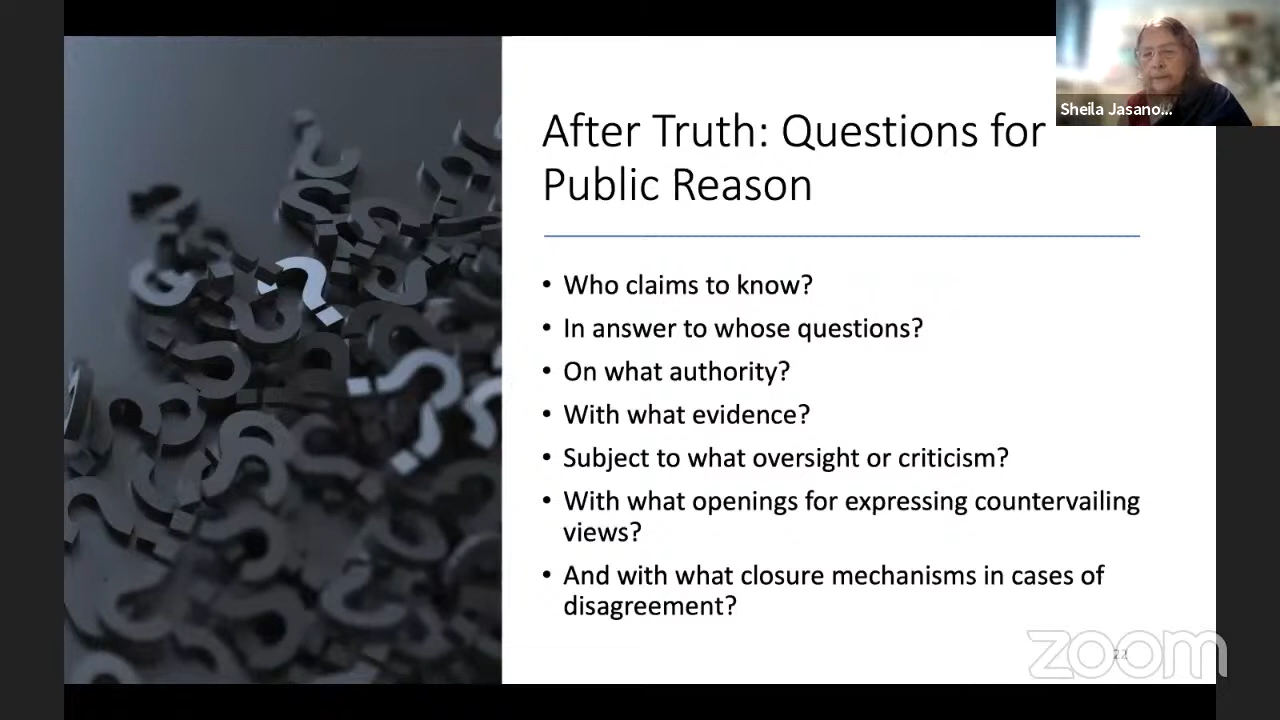 Sheila Jasano...
After Truth: Questions for
Public Reason
• Who claims to know?
• In answer to whose questions?
• On what authority?
• With what evidence?
• Subject to what oversight or criticism?
• With what openings for expressing countervailing
views?
• And with what closure mechanisms in cases of
disagreement?
22
zoom